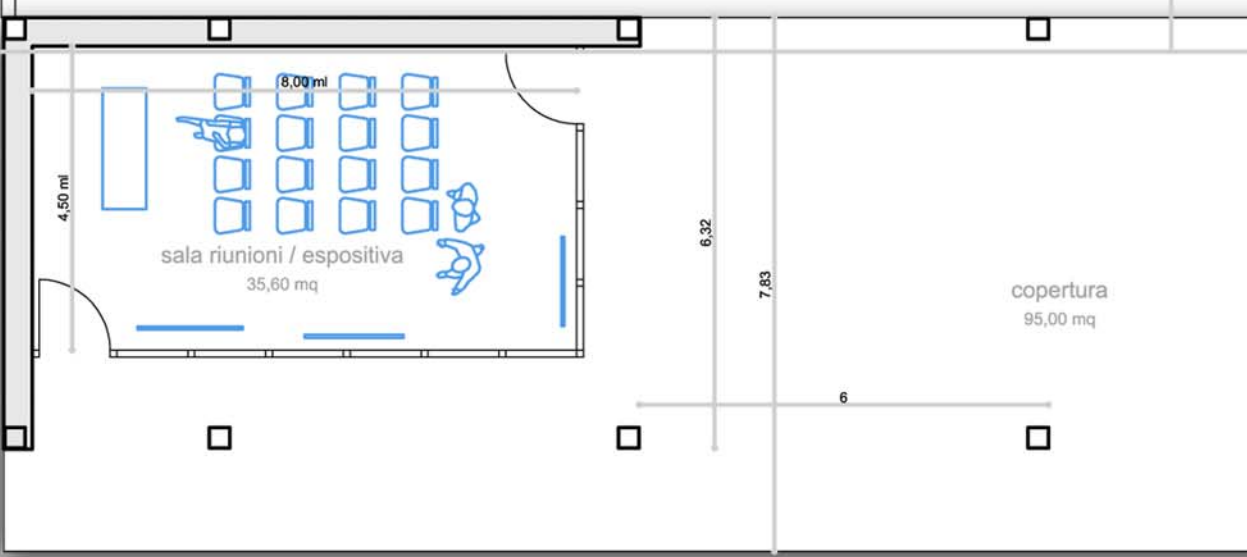 8,00 ml
4,50 ml
sala riunioni / espositiva
35,60 mq
6,32
7,83
copertura
95,00 mq
6